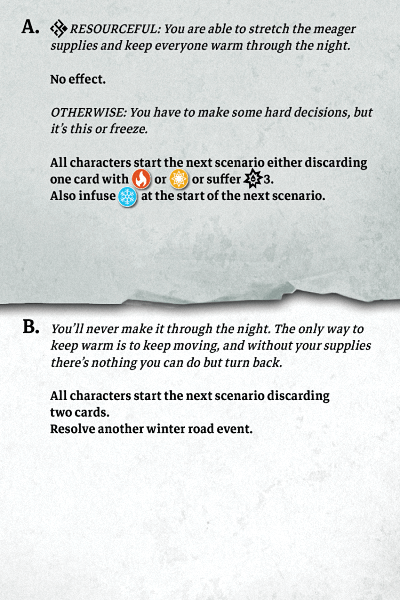 A. RESOURCEFUL: You are able to stretch the meager
supplies and keep everyone warm through the night.
No effect.
OTHERWISE: You have to make some hard decisions, but
it's this or freeze.
All characters start the next scenario either discarding
one card with or or suffer 3.
Also infuse at the start of the next scenario.
B. You'll never make it through the night. The only way to
keep warm is to keep moving, and without your supplies
there's nothing you can do but turn back.
All characters start the next scenario discarding
two cards.
Resolve another winter road event.